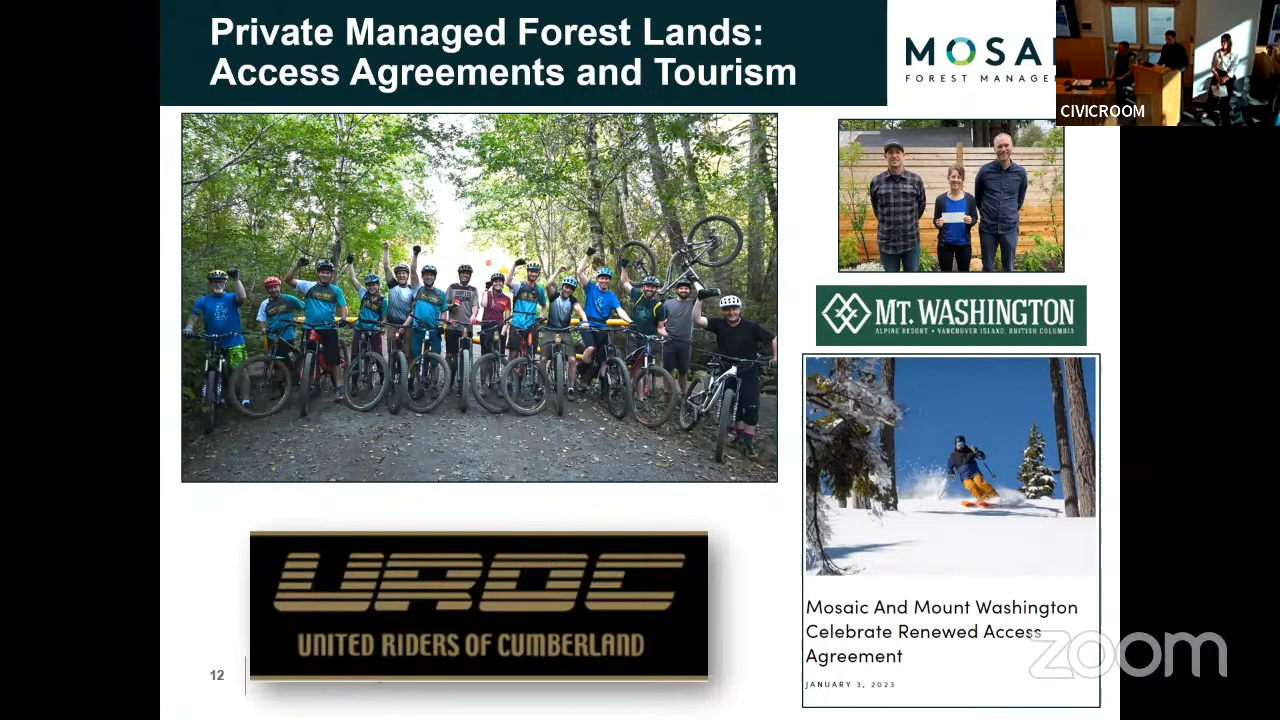 Private Managed Forest Lands:
Access Agreements and Tourism
MOSAI
FOREST MANAGE
CIVICROOM
MT. WASHINGTON
ALPINE RESORT • VANCOUVER ISLAND, BRITISH COLUMBIA
UROC
UNITED RIDERS OF CUMBERLAND
Mosaic And Mount Washington
Celebrate Renewed Access
Agreement
JANUARY 3, 2023
zoom
12